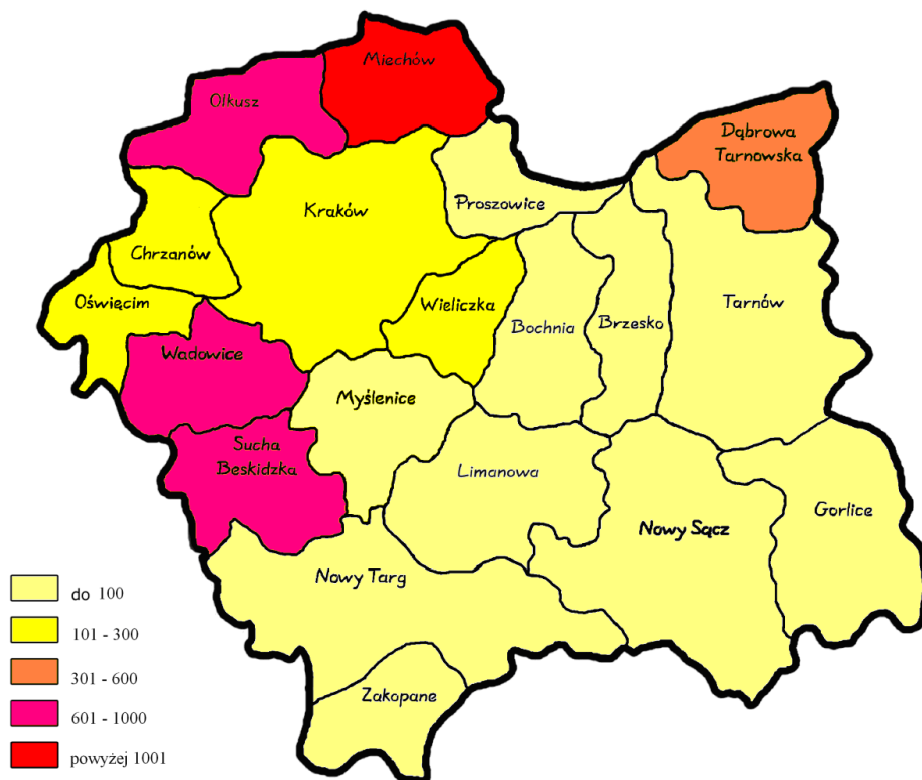 Miechów
Olkusz
Dąbrowa
Tarnowska
Proszowice
Kraków
Chrzanów
Oświęcim
Wieliczka
Bochnia
Brzesko
Tarnów
Wadowice
Myślenice
Sucha
Beskidzka
Limanowa
Nowy Sącz
Gorlice
Nowy Targ
Zakopane
do 100
101 - 300
301 - 600
601 - 1000
powyżej 1001